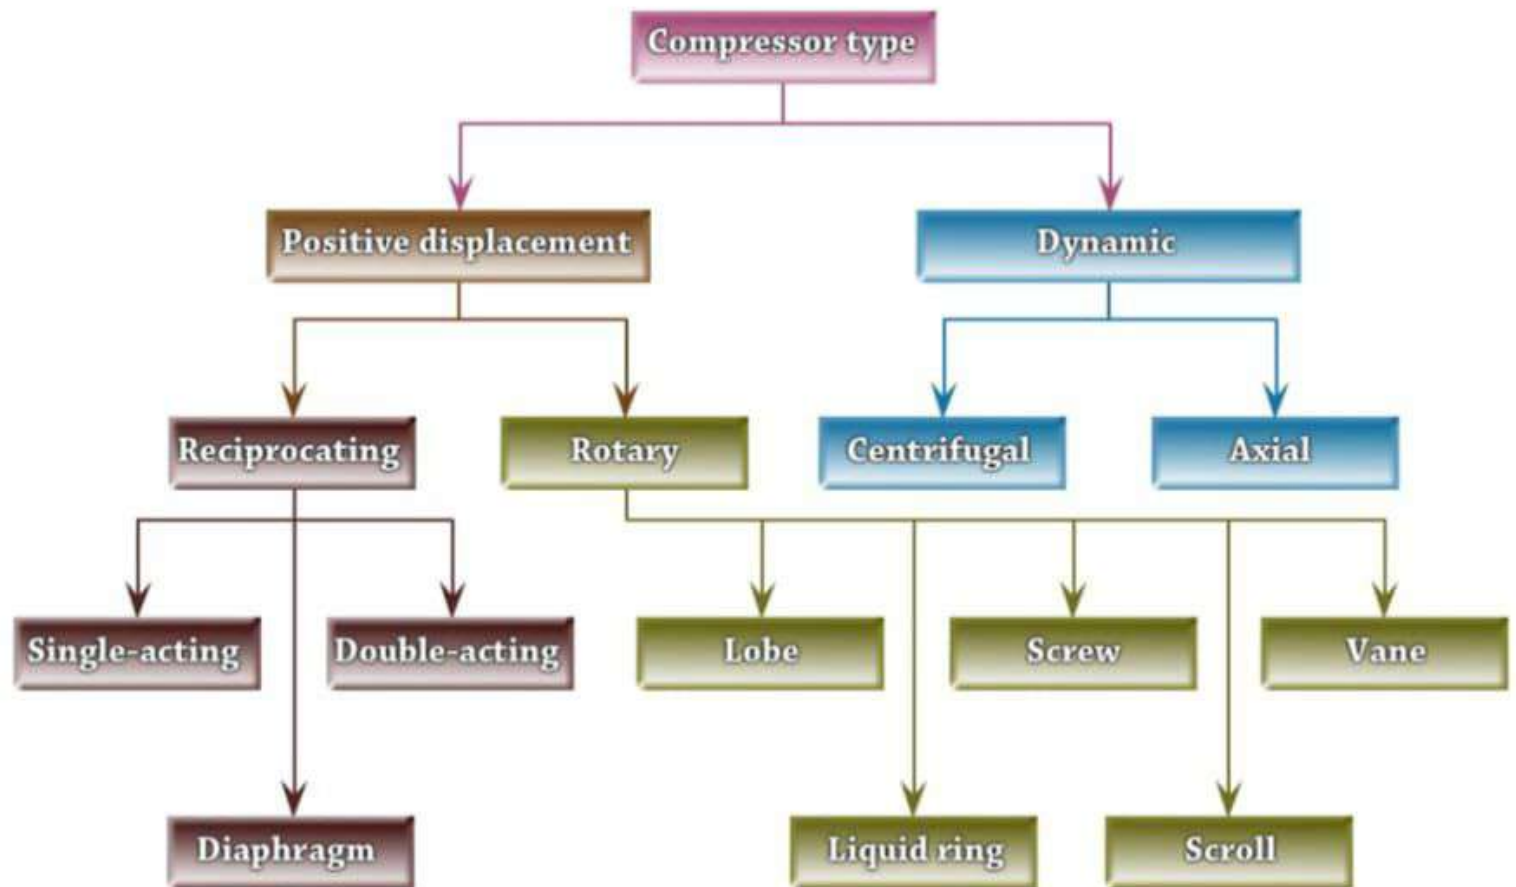 Compressor type
Positive displacement
Dynamic
Reciprocating
Rotary
Centrifugal
Axial
Single-acting
Double-acting
Lobe
Screw
Vane
Diaphragm
Liquid ring
Scroll